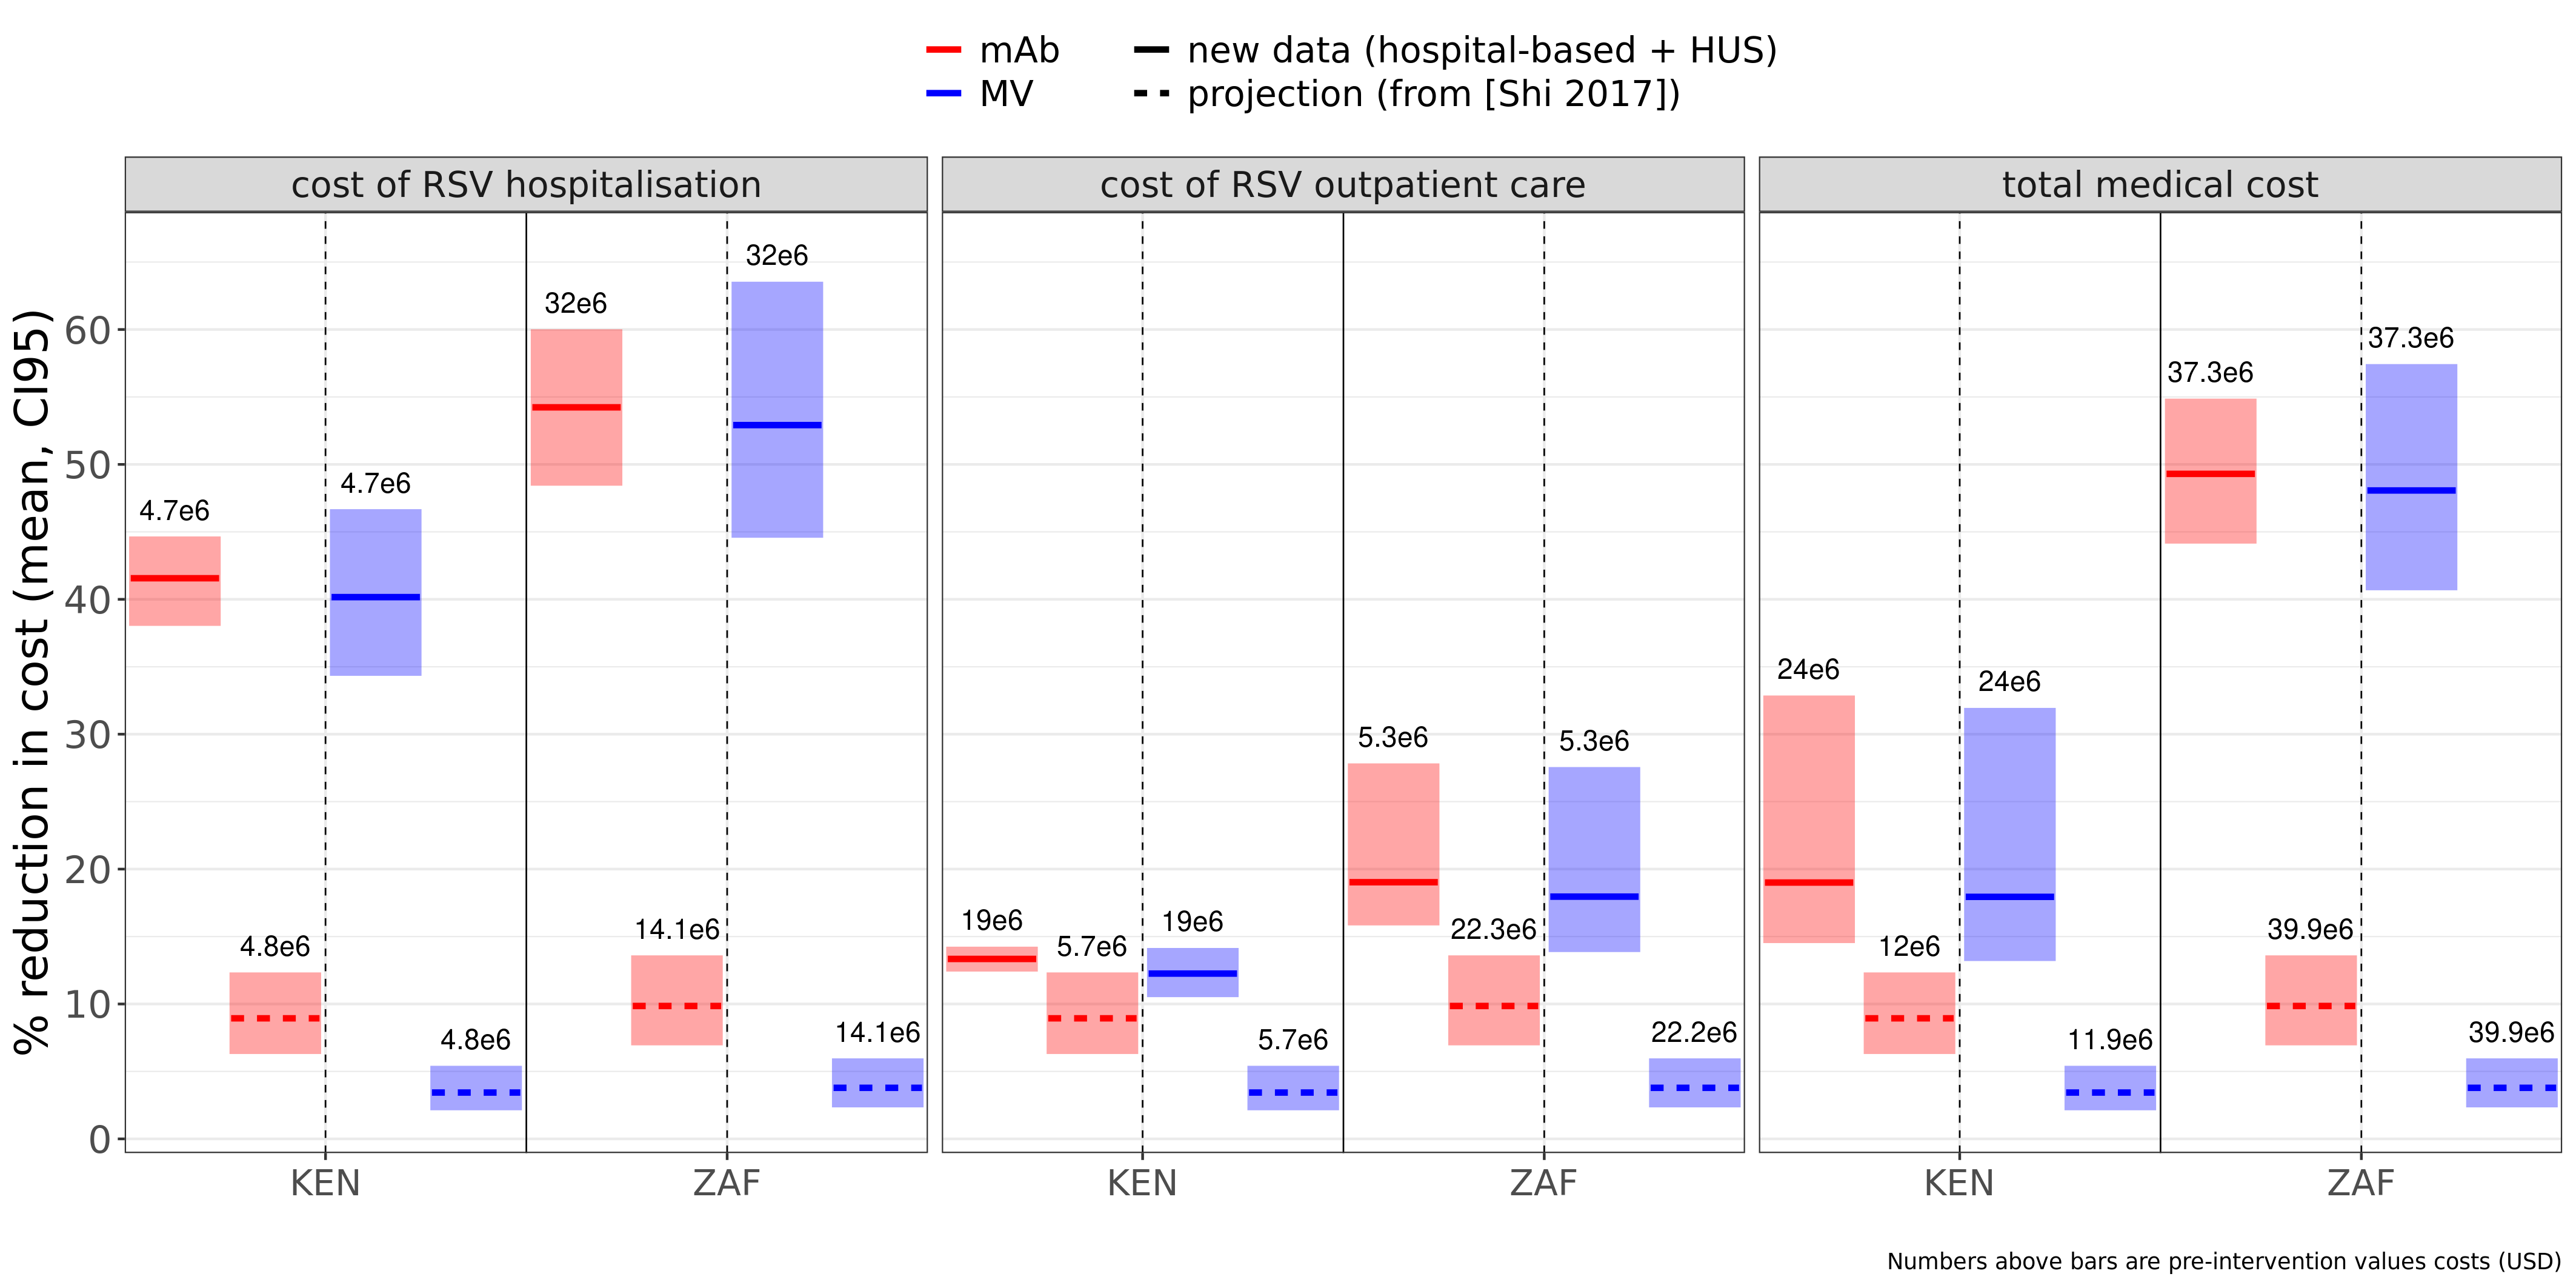 mAb
new data (hospital-based + HUS)
MV
projection (from [Shi 2017])
cost of RSV hospitalisation
cost of RSV outpatient care
total medical cost
% reduction in cost (mean, CI95)
60
50
40
30
20
10
0
4.7e6
4.8e6
4.7e6
4.8e6
32e6
14.1e6
32e6
14.1e6
19e6
5.7e6
19e6
5.7e6
5.3e6
22.3e6
5.3e6
22.2e6
24e6
12e6
24e6
11.9e6
37.3e6
39.9e6
37.3e6
39.9e6
KEN
ZAF
KEN
ZAF
KEN
ZAF
Numbers above bars are pre-intervention values costs (USD)